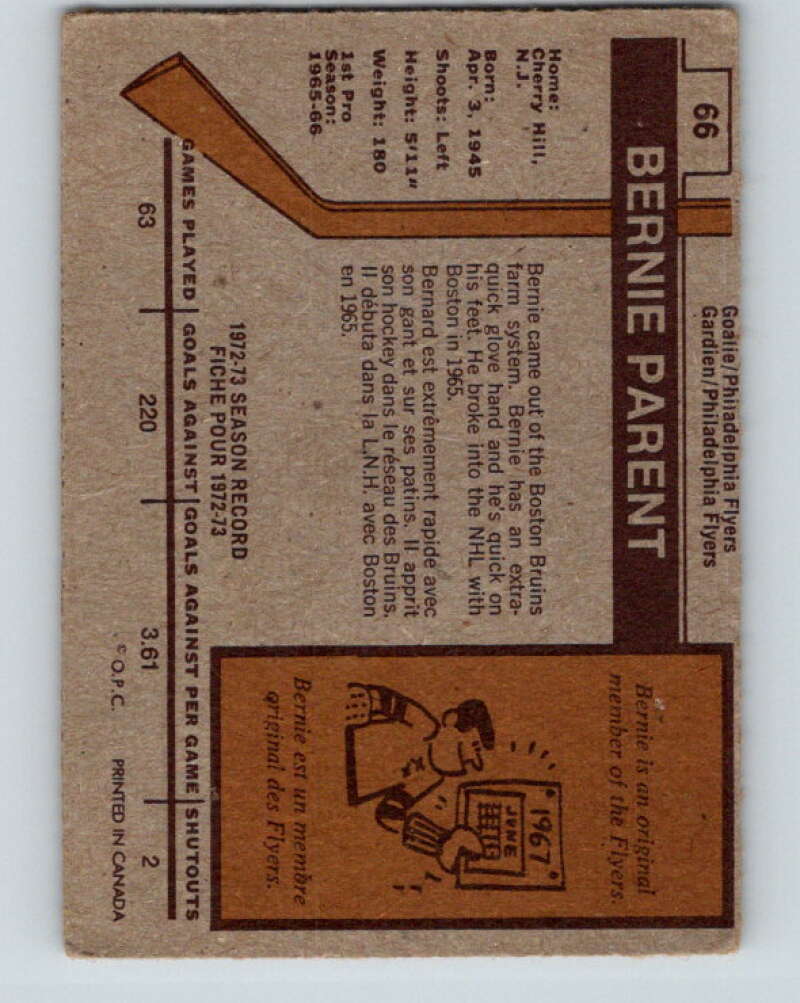 66
Goalie/Philadelphia Flyers
Gardien/Philadelphia Flyers
BERNIE PARENT
Home:
Cherry Hill,
N.J.
Born:
Apr. 3, 1945
Shoots: Left
Height: 5'11"
Weight: 180
1st Pro
Season:
1965-66
Bernie came out of the Boston Bruins
farm system. Bernie has an extra-
quick glove hand and he's quick on
his feet. He broke into the NHL with
Boston in 1965.
Bernard est extrêmement rapide avec
son gant et sur ses patins. Il apprit
son hockey dans le réseau des Bruins.
Il débuta dans la L.N.H. avec Boston
en 1965.
Bernie is an original
member of the Flyers.
1967
JUNE
Bernie est un membre
original des Flyers.
1972-73 SEASON RECORD
FICHE POUR 1972-73
GAMES PLAYED GOALS AGAINST GOALS AGAINST PER GAME SHUTOUTS
63 220 3.61 2
© O.P.C. PRINTED IN CANADA